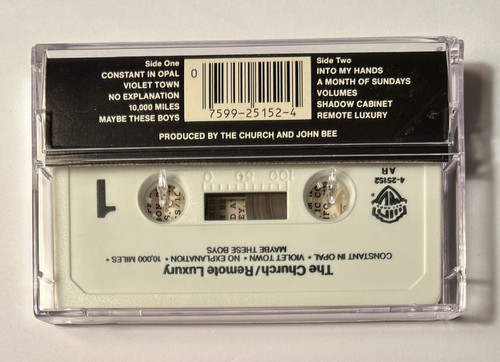 Side One
CONSTANT IN OPAL
VIOLET TOWN
NO EXPLANATION
10,000 MILES
MAYBE THESE BOYS
0
7599-25152-4
Side Two
INTO MY HANDS
A MONTH OF SUNDAYS
VOLUMES
SHADOW CABINET
REMOTE LUXURY
PRODUCED BY THE CHURCH AND JOHN BEE
1
100 50 0
4-25152
AR
The Church/Remote Luxury
CONSTANT IN OPAL • VIOLET TOWN • NO EXPLANATION • 10,000 MILES •
MAYBE THESE BOYS